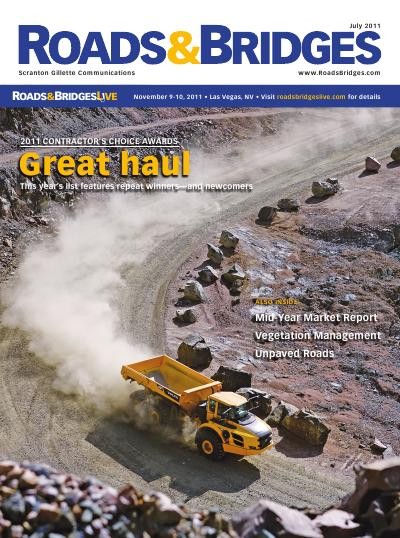 July 2011
ROADS&BRIDGES
Scranton Gillette Communications
www.RoadsBridges.com
ROADS&BRIDGESLIVE November 9-10, 2011 • Las Vegas, NV • Visit roadsbridgeslive.com for details
2011 CONTRACTOR'S CHOICE AWARDS
Great haul
This year's list features repeat winners—and newcomers
ALSO INSIDE:
Mid-Year Market Report
Vegetation Management
Unpaved Roads